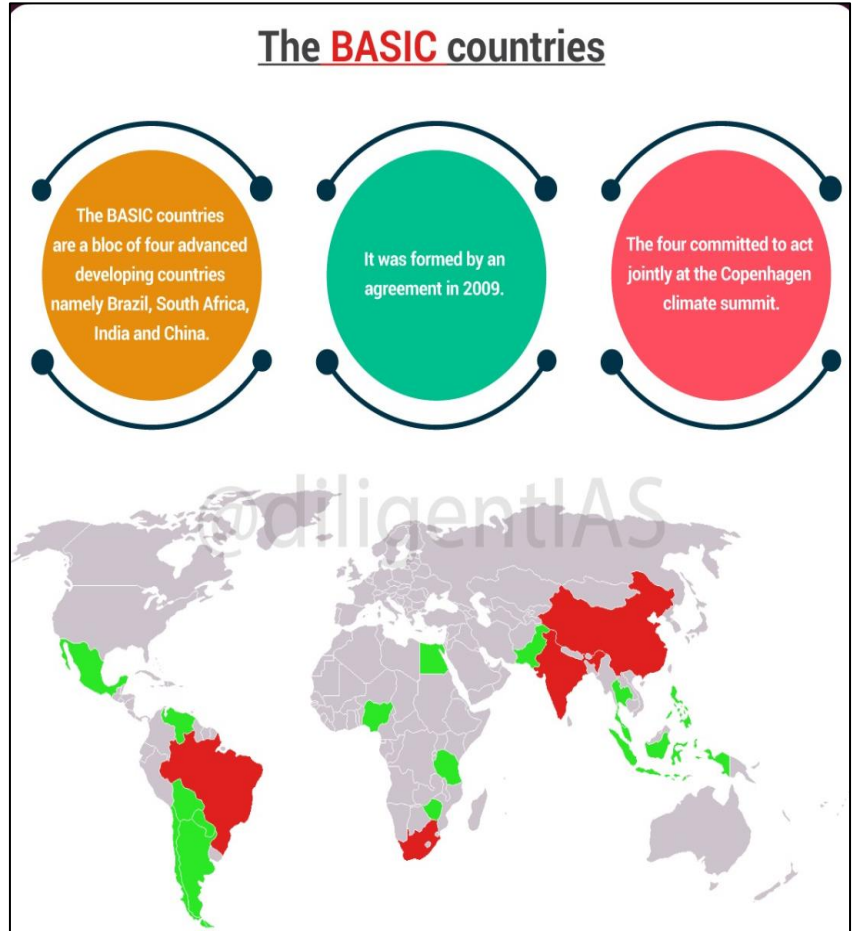 The BASIC countries
The BASIC countries
are a bloc of four advanced
developing countries
namely Brazil, South Africa,
India and China.
It was formed by an
agreement in 2009.
The four committed to act
jointly at the Copenhagen
climate summit.
@diligentIAS